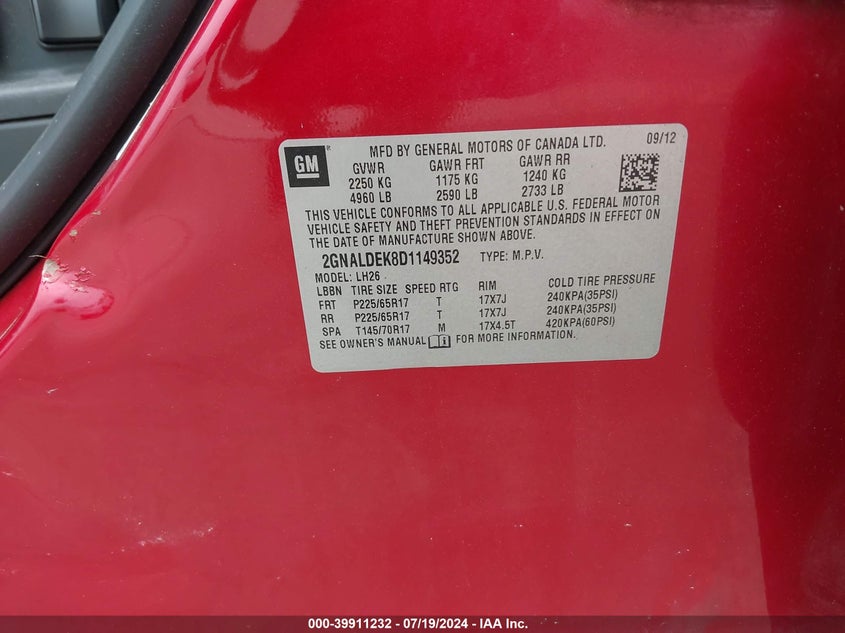 GM ®
MFD BY GENERAL MOTORS OF CANADA LTD. 09/12
GVWR GAWR FRT GAWR RR
2250 KG 1175 KG 1240 KG
4960 LB 2590 LB 2733 LB
THIS VEHICLE CONFORMS TO ALL APPLICABLE U.S. FEDERAL MOTOR
VEHICLE SAFETY AND THEFT PREVENTION STANDARDS IN EFFECT ON
THE DATE OF MANUFACTURE SHOWN ABOVE.
2GNALDEK8D1149352 TYPE: M.P.V.
MODEL: LH26
LBBN TIRE SIZE SPEED RTG RIM COLD TIRE PRESSURE
FRT P225/65R17 T 17X7J 240KPA(35PSI)
RR P225/65R17 T 17X7J 240KPA(35PSI)
SPA T145/70R17 M 17X4.5T 420KPA(60PSI)
SEE OWNER'S MANUAL FOR MORE INFORMATION.
000-39911232 - 07/19/2024 - IAA Inc.